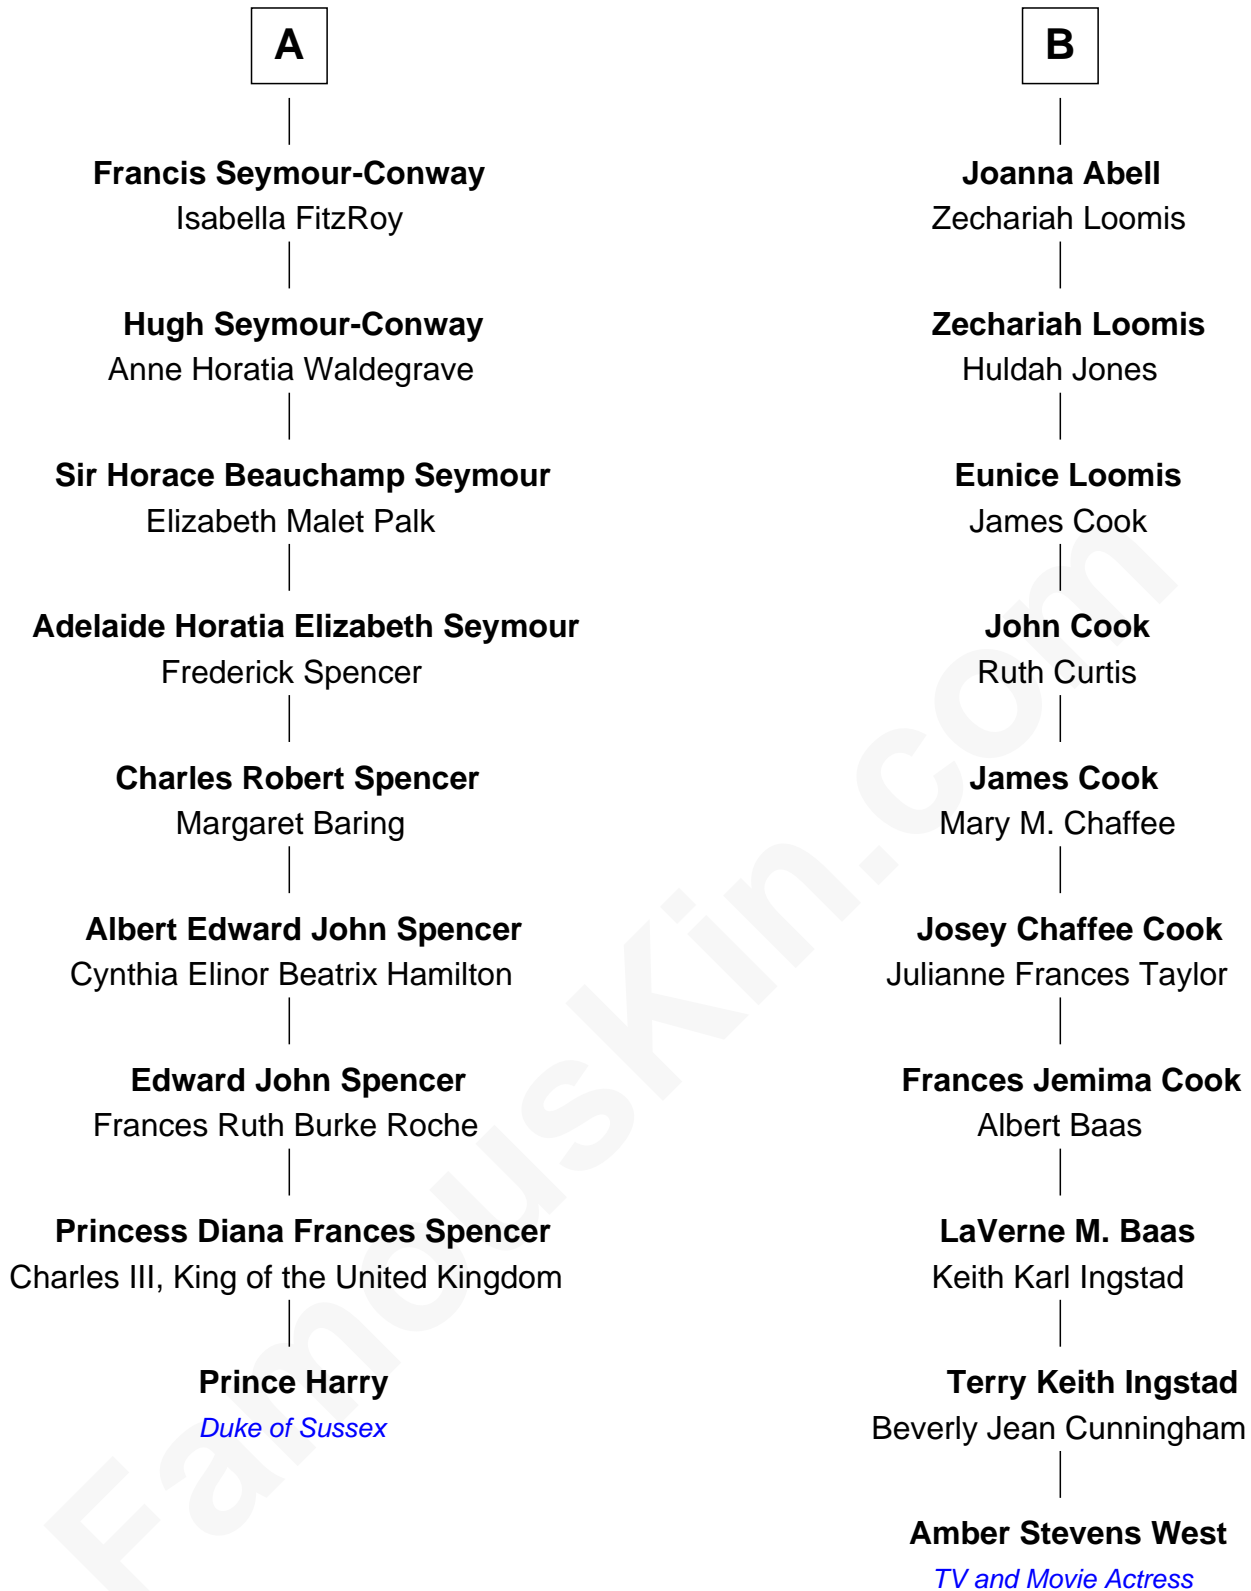 A
Francis Seymour-Conway
Isabella FitzRoy
Hugh Seymour-Conway
Anne Horatia Waldegrave
Sir Horace Beauchamp Seymour
Elizabeth Malet Palk
Adelaide Horatia Elizabeth Seymour
Frederick Spencer
Charles Robert Spencer
Margaret Baring
Albert Edward John Spencer
Cynthia Elinor Beatrix Hamilton
Edward John Spencer
Frances Ruth Burke Roche
Princess Diana Frances Spencer
Charles III, King of the United Kingdom
Prince Harry
Duke of Sussex
B
Joanna Abell
Zechariah Loomis
Zechariah Loomis
Huldah Jones
Eunice Loomis
James Cook
John Cook
Ruth Curtis
James Cook
Mary M. Chaffee
Josey Chaffee Cook
Julianne Frances Taylor
Frances Jemima Cook
Albert Baas
LaVerne M. Baas
Keith Karl Ingstad
Terry Keith Ingstad
Beverly Jean Cunningham
Amber Stevens West
TV and Movie Actress
FamousKin.com